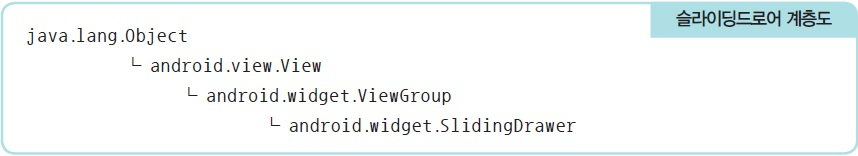 슬라이딩드로어 계층도
java.lang.Object
└ android.view.View
└ android.widget.ViewGroup
└ android.widget.SlidingDrawer